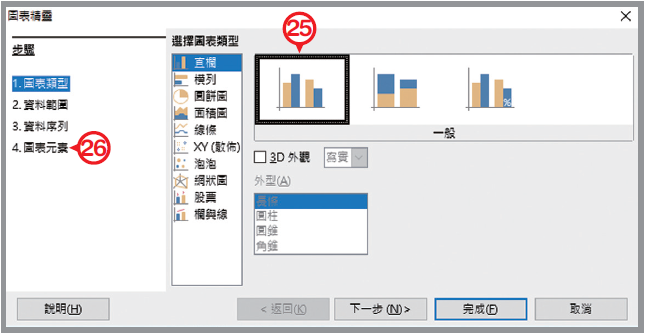 圖表精靈
步驟
1. 圖表類型
2. 資料範圍
3. 資料序列
4. 圖表元素
26
選擇圖表類型
直欄
橫列
圓餅圖
面積圖
線條
XY (散佈)
泡泡
網狀圖
股票
欄與線
25
%
一般
3D 外觀
寫實
外型(A)
長條
圓柱
圓錐
角錐
說明(H)
< 返回(K)
下一步 (N)>
完成(F)
取消